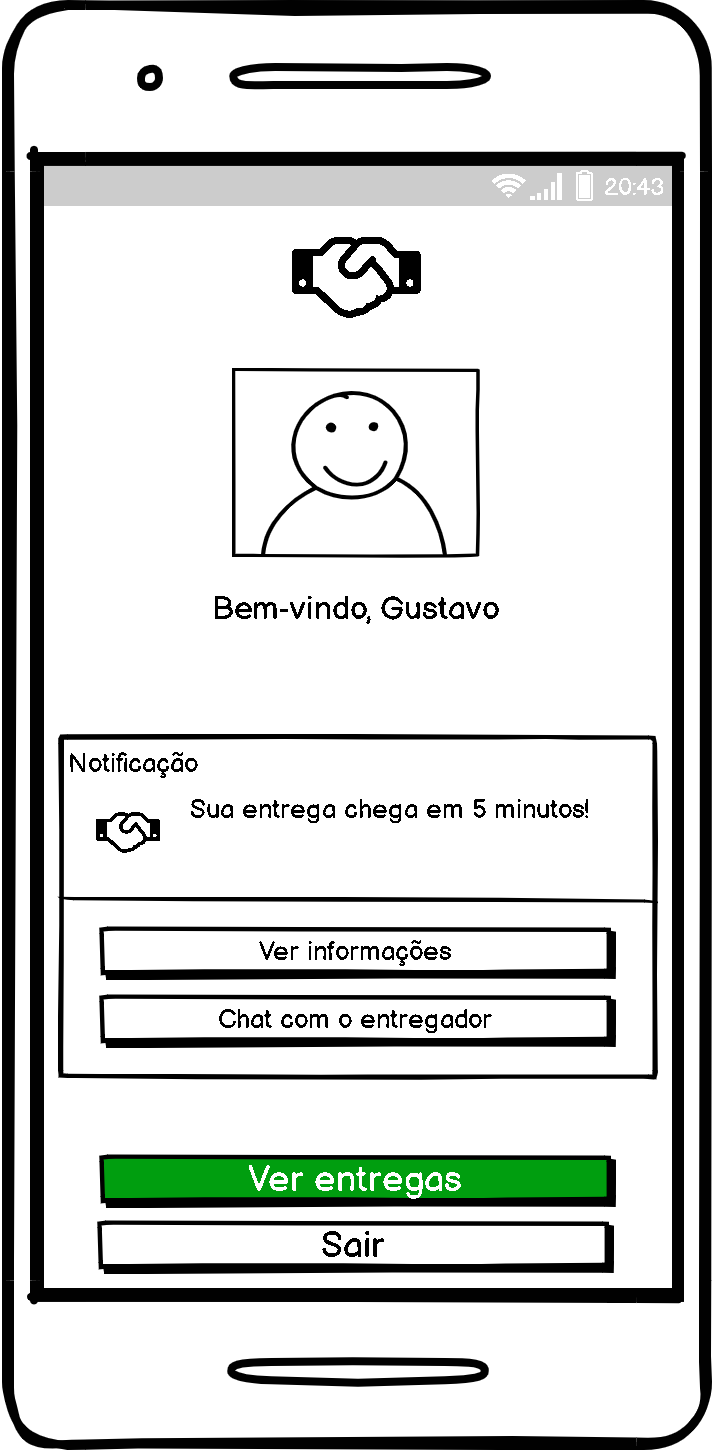 20:43
Bem-vindo, Gustavo
Notificação
Sua entrega chega em 5 minutos!
Ver informações
Chat com o entregador
Ver entregas
Sair